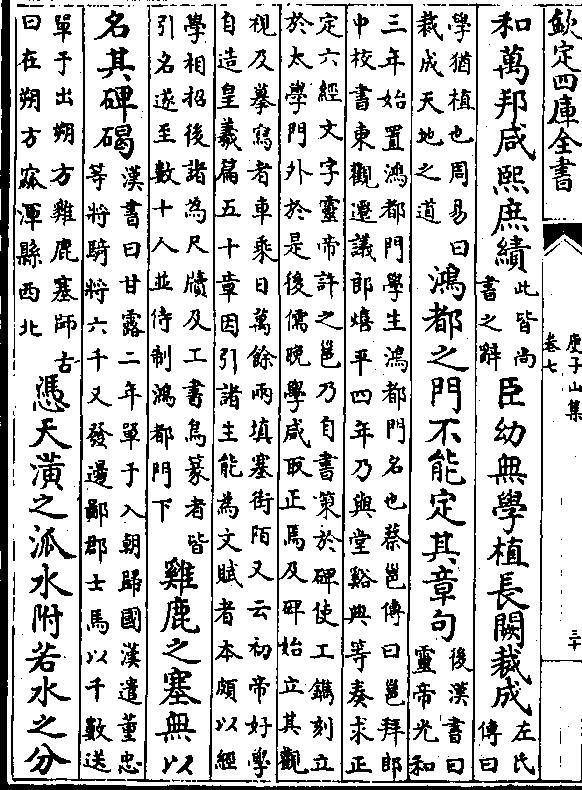 欽定四庫全書
庾子山集
卷七
三十
和萬邦咸熙庶績
此皆尚
書之辭
臣幼無學植長闕裁成
左氏
傳曰
學猶植也周易曰
裁成天地之道
鴻都之門不能定其章句
後漢書曰
靈帝光和
三年始置鴻都門學生鴻都門名也蔡邕傳曰邕拜郎
中校書東觀遷議郎熺平四年乃與堂谿典等奏求正
定六經文字靈帝許之邕乃自書策於碑使工鐫刻立
於太學門外於是後儒晚學咸取正焉及碑始立其觀
視及摹寫者車乘日萬餘兩填塞街陌又云初帝好學
自造皇羲篇五十章因引諸生能為文賦者本頗以經
學相招後諸為尺牘及工書鳥篆者皆
引名遂至數十人並侍制鴻都門下
雞鹿之塞無以
名其碑碣
漢書曰甘露二年單于入朝歸國漢遣董忠
等將騎將六千又發邊鄙郡士馬以千數送
單于出朔方雞鹿塞師古
曰在朔方窳渾縣西北
憑天潢之派水附若水之分